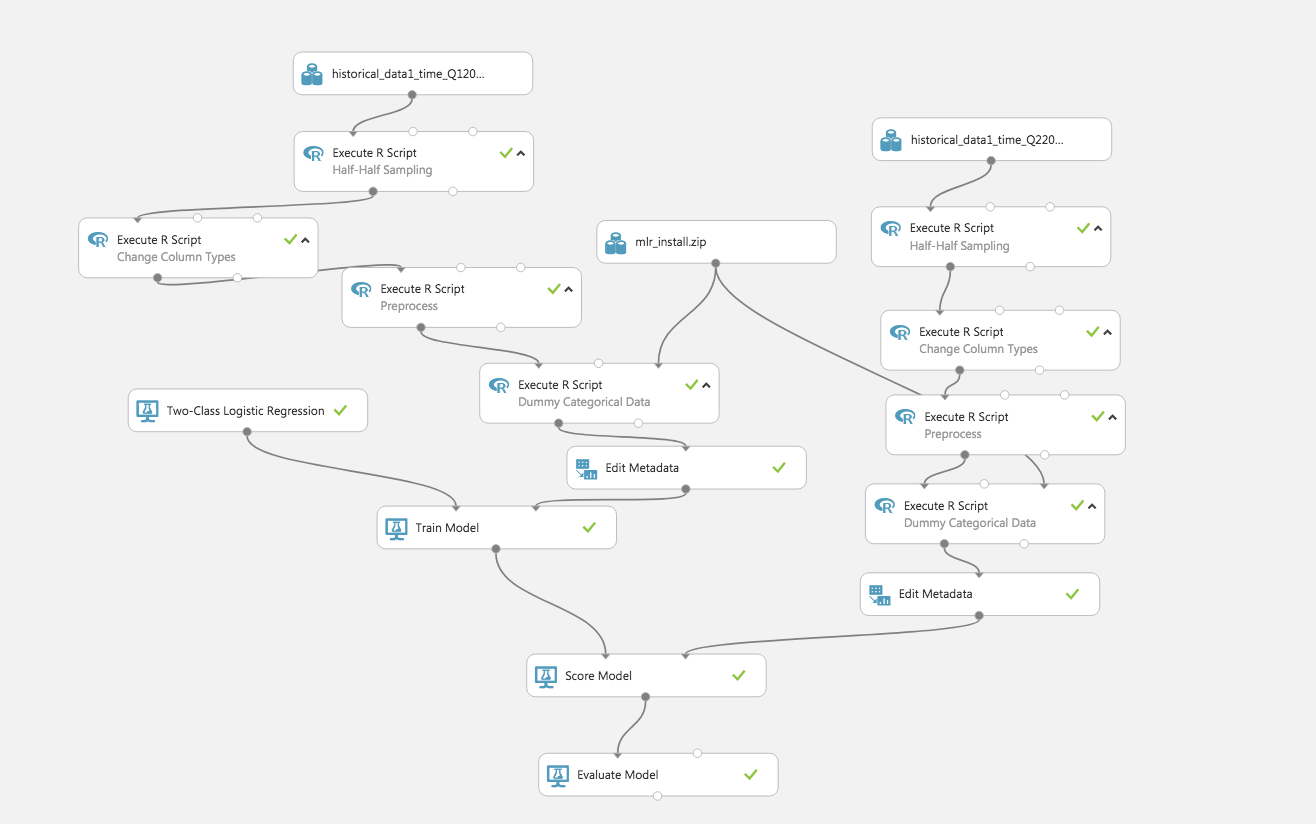 historical_data1_time_Q120...
Execute R Script
Half-Half Sampling
Execute R Script
Change Column Types
Execute R Script
Preprocess
mlr_install.zip
Execute R Script
Dummy Categorical Data
Two-Class Logistic Regression
Edit Metadata
Train Model
historical_data1_time_Q220...
Execute R Script
Half-Half Sampling
Execute R Script
Change Column Types
Execute R Script
Preprocess
Execute R Script
Dummy Categorical Data
Edit Metadata
Score Model
Evaluate Model